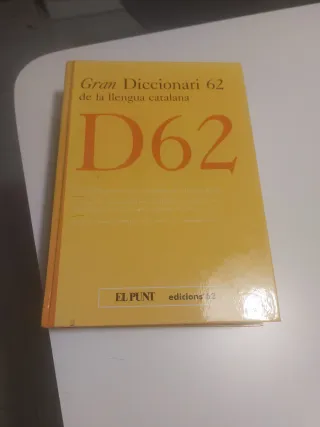 Gran Diccionari 62
de la llengua catalana
D62
EL PUNT edicions 62